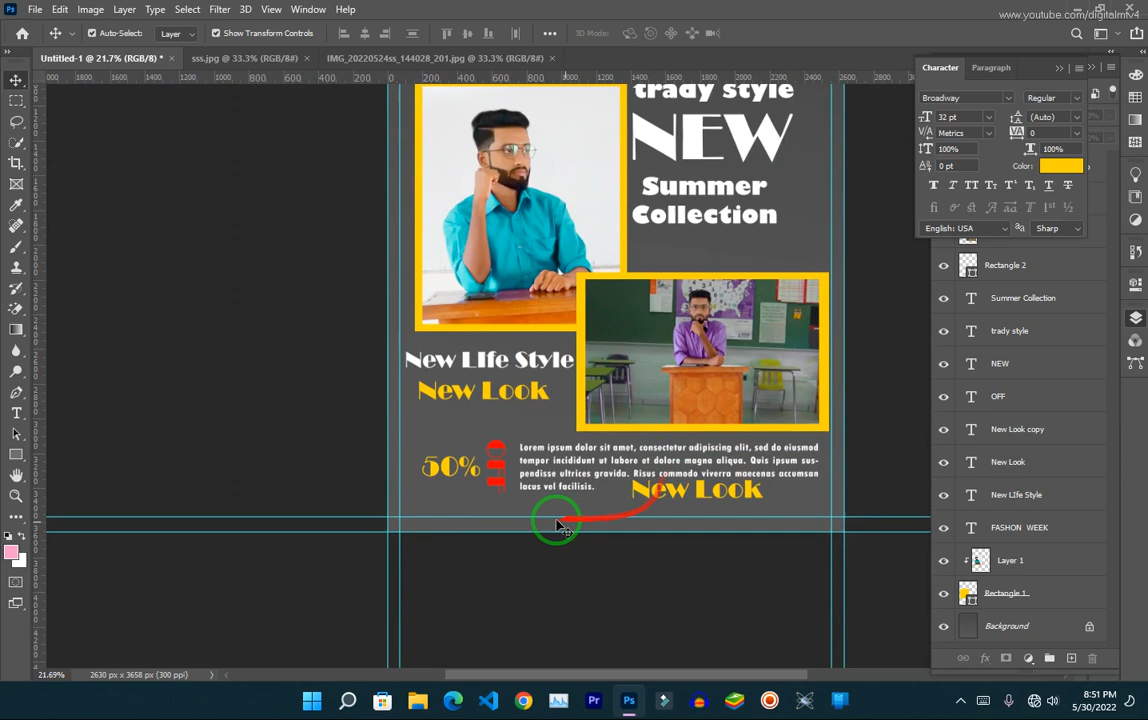 File Edit Image Layer Type Select Filter 3D View Window Help
www.youtube.com/digitalmtv4
Auto-Select: Layer Show Transform Controls 3D Mode:
Untitled-1 @ 21.7% (RGB/8) * sss.jpg @ 33.3% (RGB/8#) IMG_20220524ss_144028_201.jpg @ 33.3% (RGB/8#)
Character Paragraph
Broadway Regular
32 pt (Auto)
Metrics 0
100% 100%
0 pt Color:
English: USA Sharp
trady style
NEW
Summer
Collection
New LIfe Style
New Look
50% OFF
Lorem ipsum dolor sit amet, consectetur adipiscing elit, sed do eiusmod
tempor incididunt ut labore et dolore magna aliqua. Quis ipsum sus-
pendisse ultrices gravida. Risus commodo viverra maecenas accumsan
lacus vel facilisis.
New Look
Rectangle 2
Summer Collection
trady style
NEW
OFF
New Look copy
New Look
New LIfe Style
FASHION WEEK
Layer 1
Rectangle 1
Background
21.69% 2630 px x 3658 px (300 ppi)
8:51 PM
5/30/2022